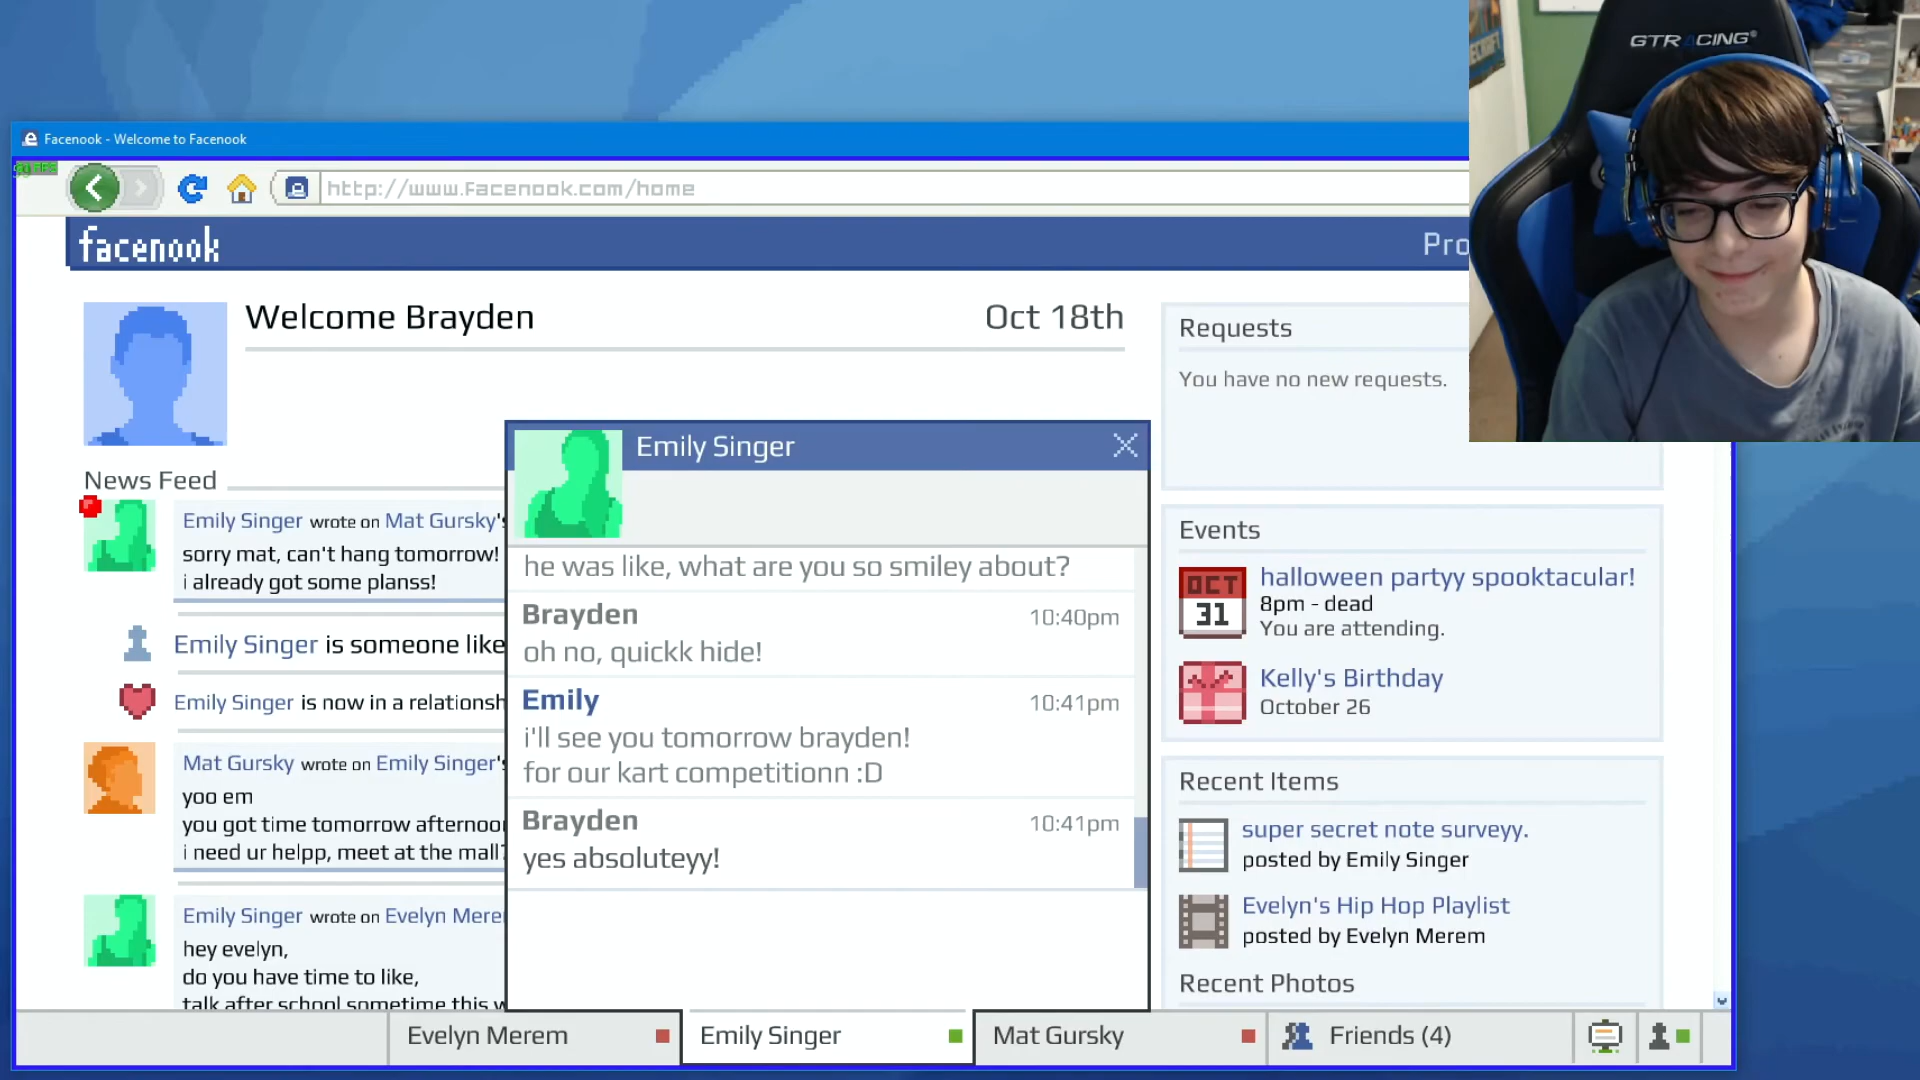 GTRACING
Facenook - Welcome to Facenook
http://www.facenook.com/home
facenook
Pro
Welcome Brayden
Oct 18th
News Feed
Emily Singer wrote on Mat Gursky's
sorry mat, can't hang tomorrow!
i already got some planss!
Emily Singer is someone like
Emily Singer is now in a relationsh
Mat Gursky wrote on Emily Singer's
yoo em
you got time tomorrow afternoon
i need ur helpp, meet at the mall?
Emily Singer wrote on Evelyn Merem
hey evelyn,
do you have time to like,
talk after school sometime this w
Emily Singer
he was like, what are you so smiley about?
Brayden 10:40pm
oh no, quickk hide!
Emily 10:41pm
i'll see you tomorrow brayden!
for our kart competitionn :D
Brayden 10:41pm
yes absoluteyy!
Requests
You have no new requests.
Events
OCT
31
halloween partyy spooktacular!
8pm - dead
You are attending.
Kelly's Birthday
October 26
Recent Items
super secret note surveyy.
posted by Emily Singer
Evelyn's Hip Hop Playlist
posted by Evelyn Merem
Recent Photos
Evelyn Merem
Emily Singer
Mat Gursky
Friends (4)